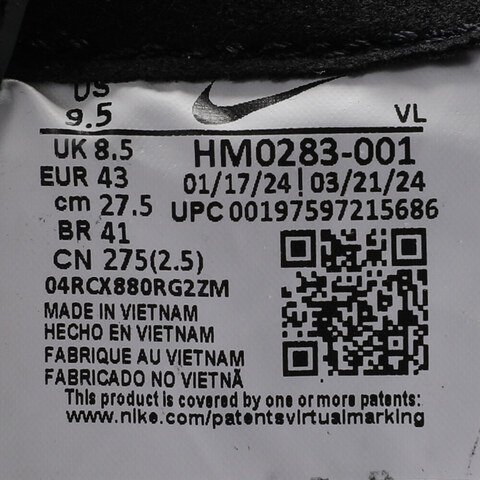 US
9.5
VL
UK 8.5
HM0283-001
EUR 43
01/17/24 | 03/21/24
cm 27.5
UPC 00197597215686
BR 41
CN 275(2.5)
04RCX880RG2ZM
MADE IN VIETNAM
HECHO EN VIETNAM
FABRIQUE AU VIETNAM
FABRICADO NO VIETNÃ
This product is covered by one or more patents:
www.nike.com/patentsvirtualmarking